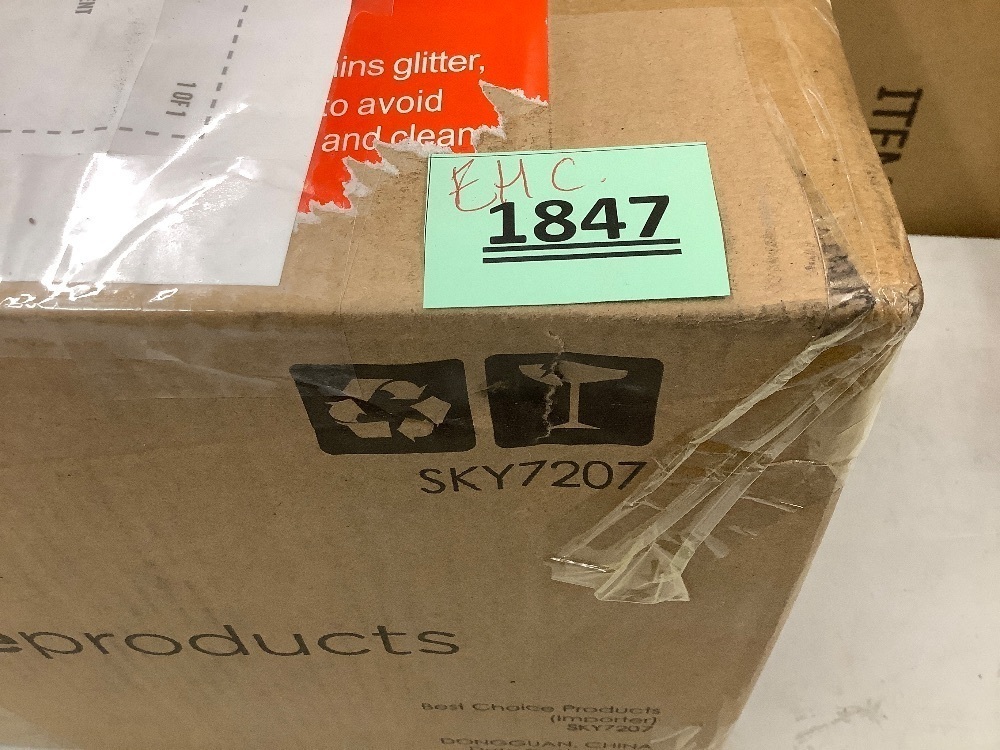 1 OF 1
ins glitter,
to avoid
and clean
EHC.
1847
SKY7207
eproducts
Best Choice Products
(Importer)
SKY7207
DONGGUAN, CHINA